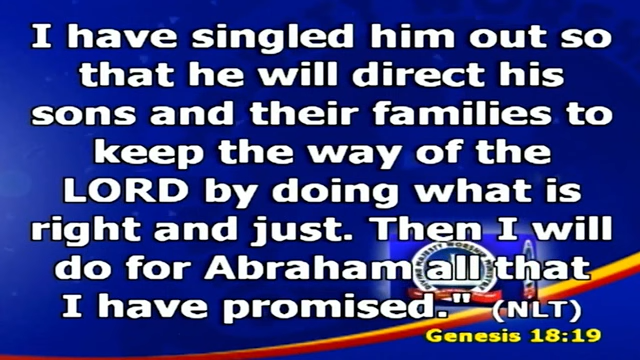 I have singled him out so
that he will direct his
sons and their families to
keep the way of the
LORD by doing what is
right and just. Then I will
do for Abraham all that
I have promised." (NLT)
Genesis 18:19